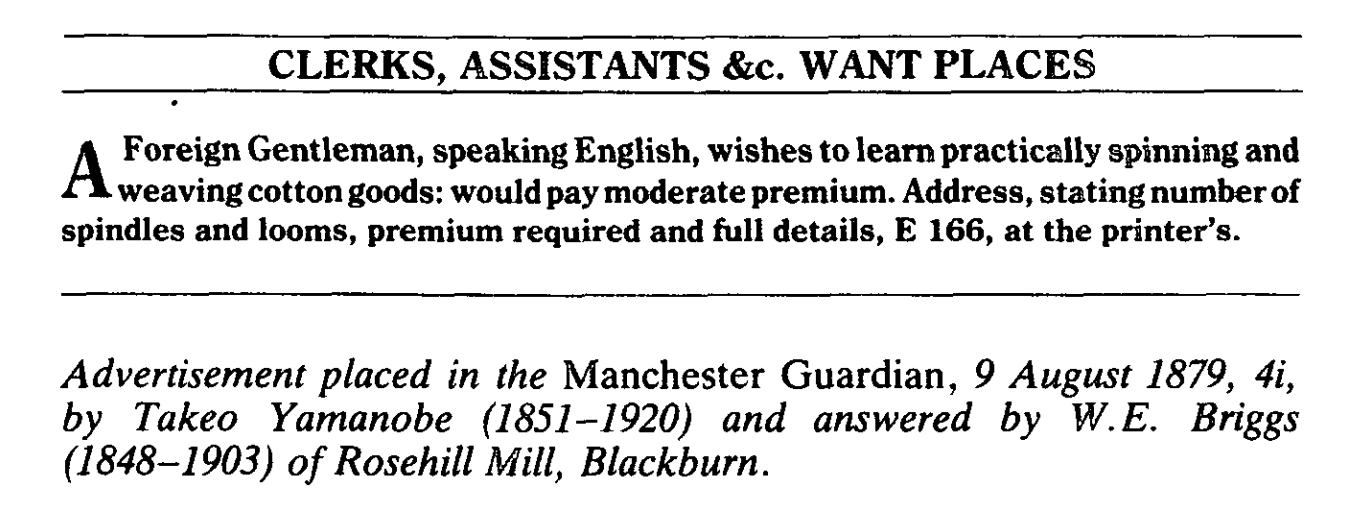 CLERKS, ASSISTANTS &c. WANT PLACES
A Foreign Gentleman, speaking English, wishes to learn practically spinning and
weaving cotton goods: would pay moderate premium. Address, stating number of
spindles and looms, premium required and full details, E 166, at the printer's.
Advertisement placed in the Manchester Guardian, 9 August 1879, 4i,
by Takeo Yamanobe (1851–1920) and answered by W.E. Briggs
(1848–1903) of Rosehill Mill, Blackburn.